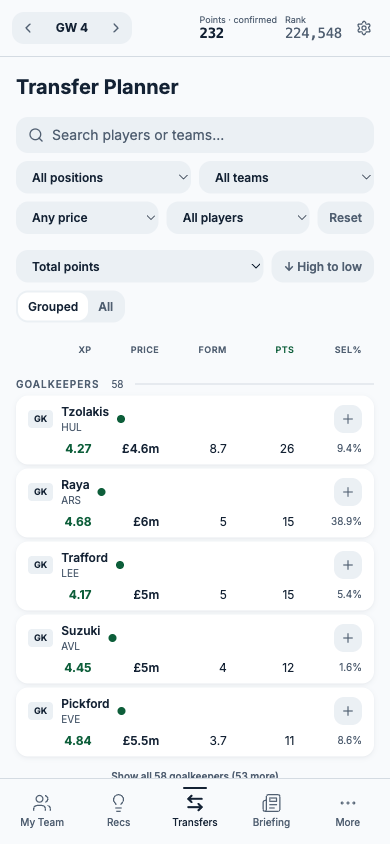 GW 4
Points · confirmed
232
Rank
224,548
Transfer Planner
Search players or teams...
All positions
All teams
Any price
All players
Reset
Total points
↓ High to low
Grouped
All
XP PRICE FORM PTS SEL%
GOALKEEPERS 58
GK Tzolakis
HUL
4.27 £4.6m 8.7 26 9.4%
GK Raya
ARS
4.68 £6m 5 15 38.9%
GK Trafford
LEE
4.17 £5m 5 15 5.4%
GK Suzuki
AVL
4.45 £5m 4 12 1.6%
GK Pickford
EVE
4.84 £5.5m 3.7 11 8.6%
Show all 58 goalkeepers (53 more)
My Team
Recs
Transfers
Briefing
More